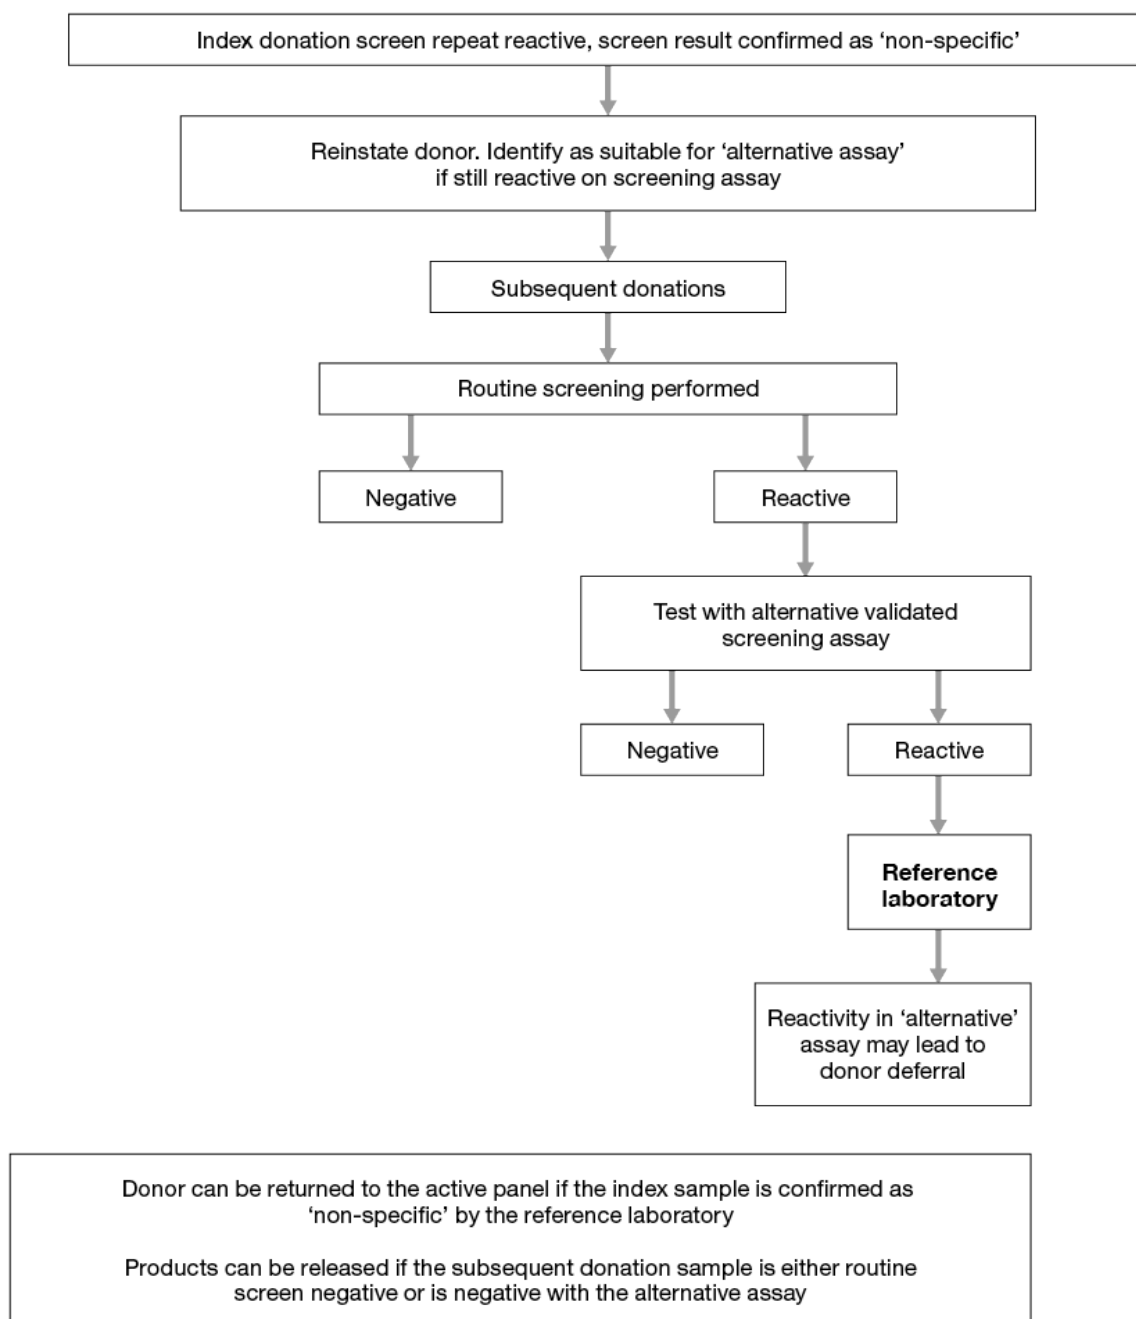 Index donation screen repeat reactive, screen result confirmed as ‘non-specific’
Reinstate donor. Identify as suitable for ‘alternative assay’
if still reactive on screening assay
Subsequent donations
Routine screening performed
Negative
Reactive
Test with alternative validated
screening assay
Negative
Reactive
Reference
laboratory
Reactivity in ‘alternative’
assay may lead to
donor deferral
Donor can be returned to the active panel if the index sample is confirmed as
‘non-specific’ by the reference laboratory
Products can be released if the subsequent donation sample is either routine
screen negative or is negative with the alternative assay